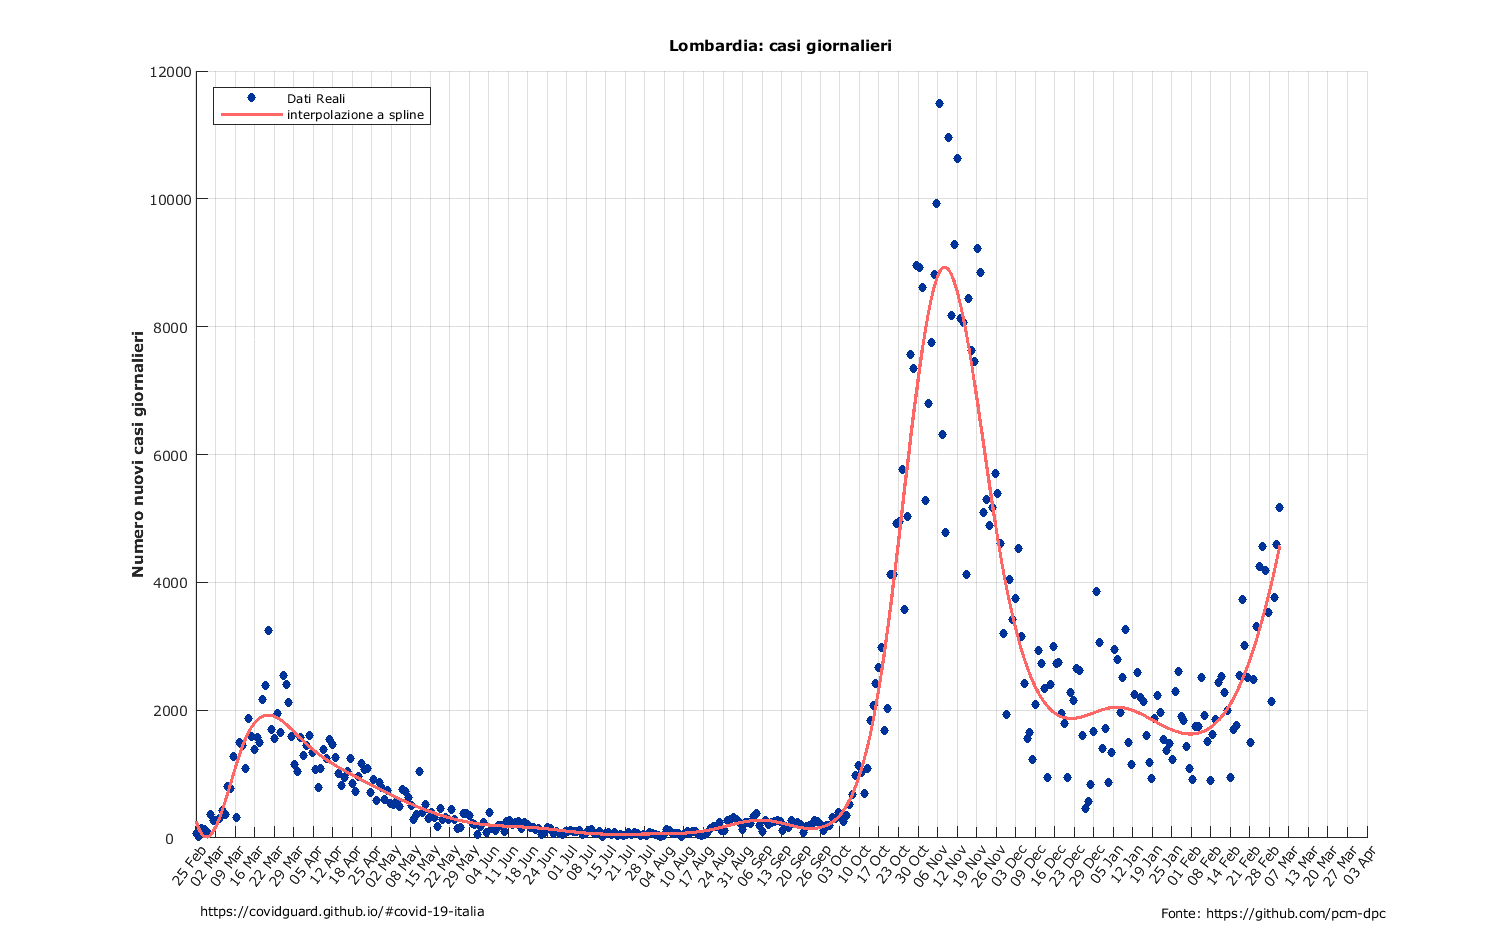 Lombardia: casi giornalieri
Dati Reali
interpolazione a spline
Numero nuovi casi giornalieri
12000
10000
8000
6000
4000
2000
0
25 Feb
02 Mar
09 Mar
16 Mar
22 Mar
29 Mar
05 Apr
12 Apr
18 Apr
25 Apr
02 May
08 May
15 May
22 May
29 May
04 Jun
11 Jun
18 Jun
24 Jun
01 Jul
08 Jul
15 Jul
21 Jul
28 Jul
04 Aug
10 Aug
17 Aug
24 Aug
31 Aug
06 Sep
13 Sep
20 Sep
26 Sep
03 Oct
10 Oct
17 Oct
23 Oct
30 Oct
06 Nov
12 Nov
19 Nov
26 Nov
03 Dec
09 Dec
16 Dec
23 Dec
29 Dec
05 Jan
12 Jan
19 Jan
25 Jan
01 Feb
08 Feb
14 Feb
21 Feb
28 Feb
07 Mar
13 Mar
20 Mar
27 Mar
03 Apr
https://covidguard.github.io/#covid-19-italia
Fonte: https://github.com/pcm-dpc